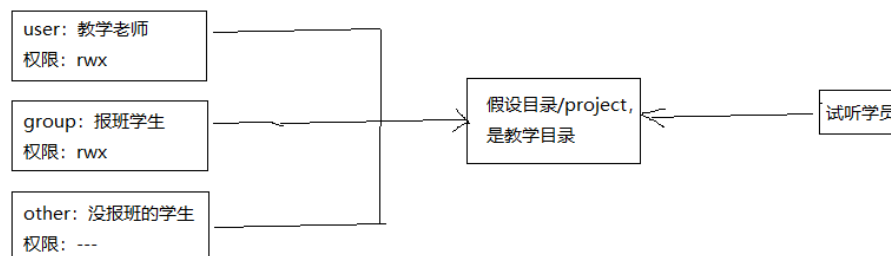 user：教学老师
权限：rwx
group：报班学生
权限：rwx
other：没报班的学生
权限：---
假设目录/project，
是教学目录
试听学员